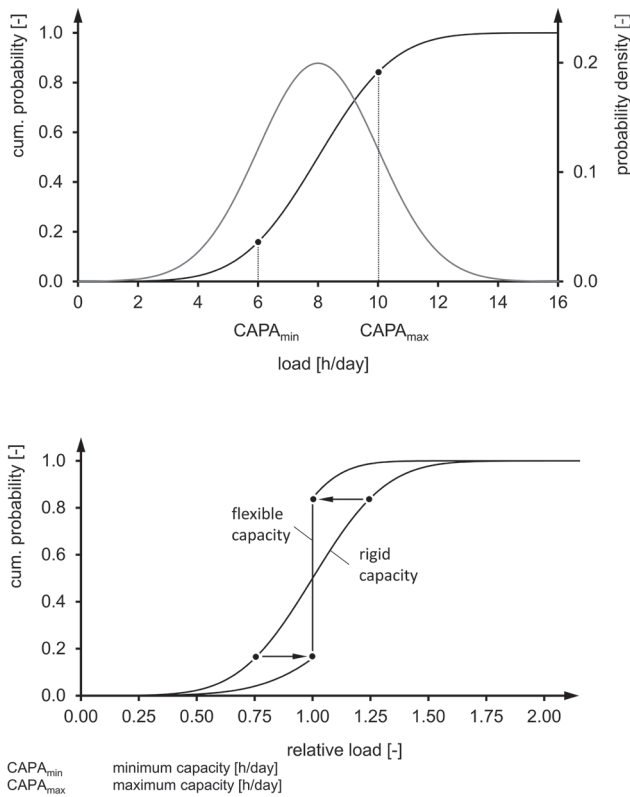 cum. probability [-]
probability density [-]
1.0
0.8
0.6
0.4
0.2
0.0
0.2
0.1
0.0
0 2 4 6 8 10 12 14 16
CAPAmin CAPAmax
load [h/day]
cum. probability [-]
1.0
0.8
0.6
0.4
0.2
0.0
flexible
capacity
rigid
capacity
0.00 0.25 0.50 0.75 1.00 1.25 1.50 1.75 2.00
relative load [-]
CAPAmin minimum capacity [h/day]
CAPAmax maximum capacity [h/day]